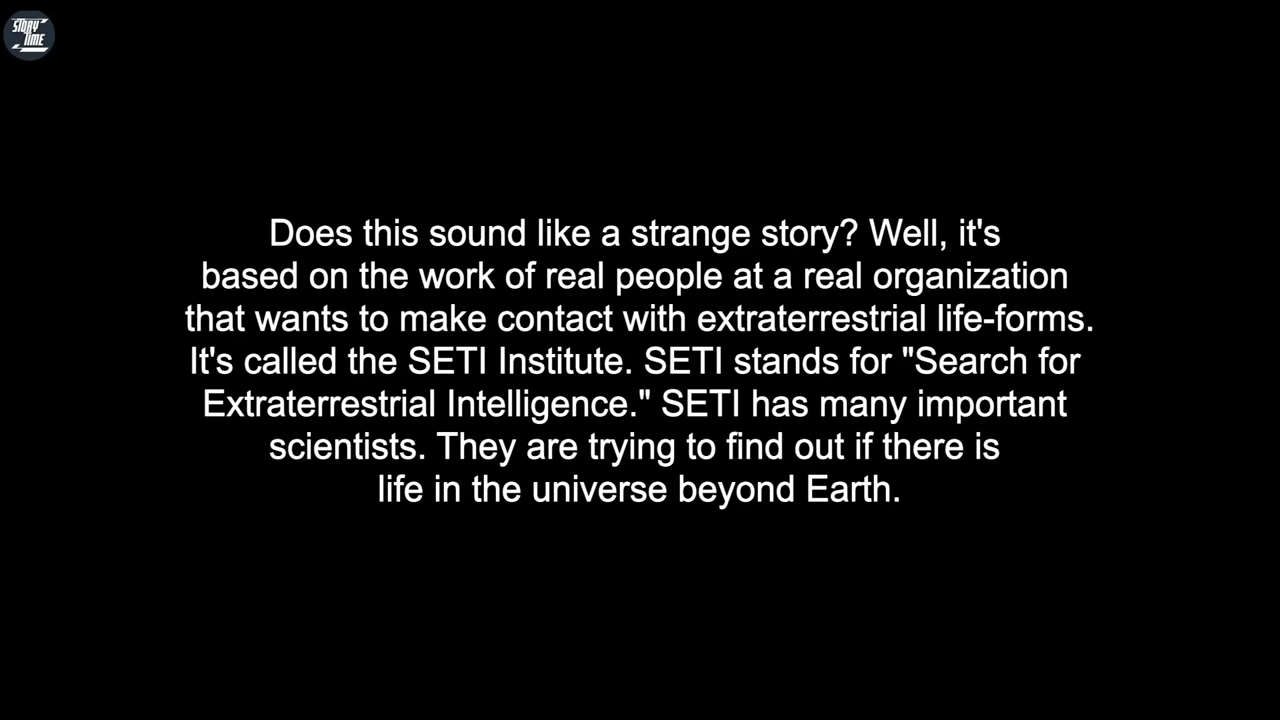 STORY
TIME
Does this sound like a strange story? Well, it's
based on the work of real people at a real organization
that wants to make contact with extraterrestrial life-forms.
It's called the SETI Institute. SETI stands for "Search for
Extraterrestrial Intelligence." SETI has many important
scientists. They are trying to find out if there is
life in the universe beyond Earth.